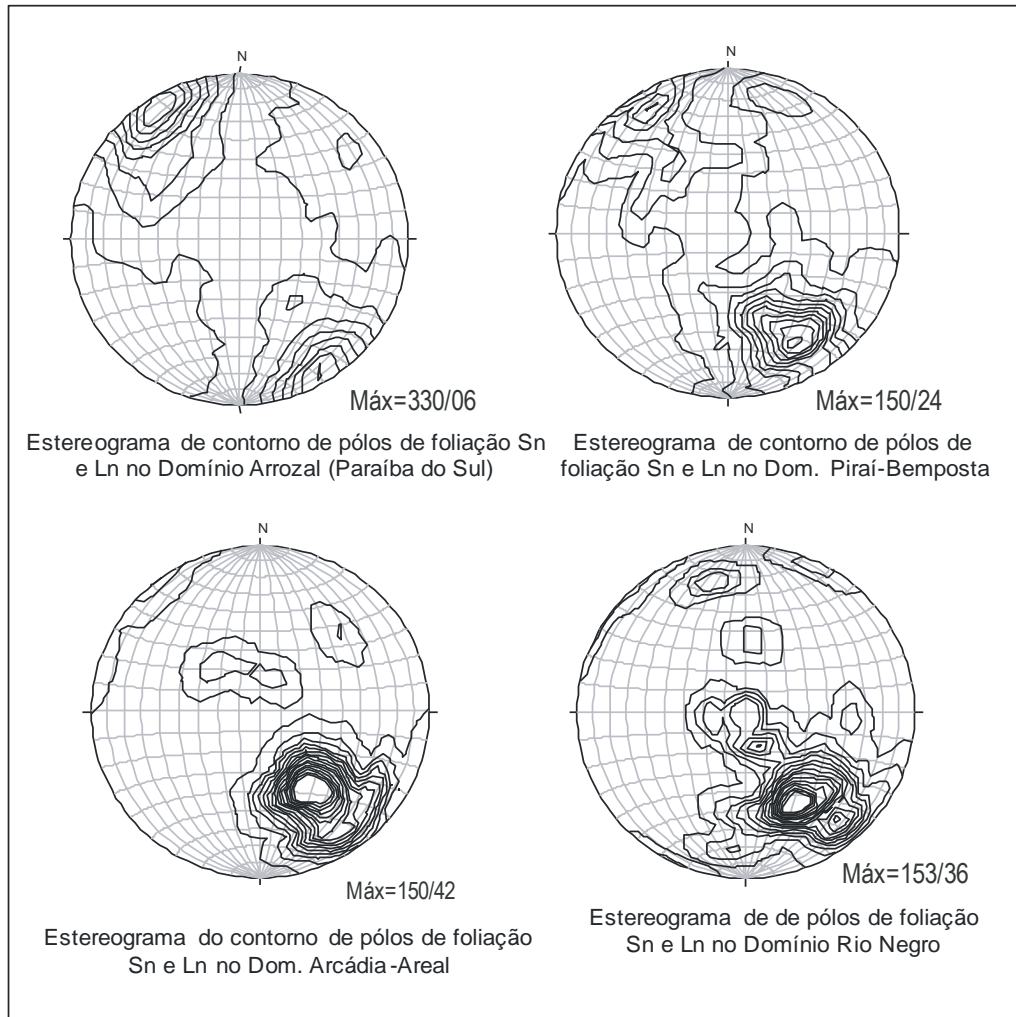 N
Máx=330/06
Estereograma de contorno de pólos de foliação Sn
e Ln no Domínio Arrozal (Paraíba do Sul)
N
Máx=150/24
Estereograma de contorno de pólos de
foliação Sn e Ln no Dom. Piraí-Bemposta
N
Máx=150/42
Estereograma do contorno de pólos de foliação
Sn e Ln no Dom. Arcádia-Areal
N
Máx=153/36
Estereograma de de pólos de foliação
Sn e Ln no Domínio Rio Negro